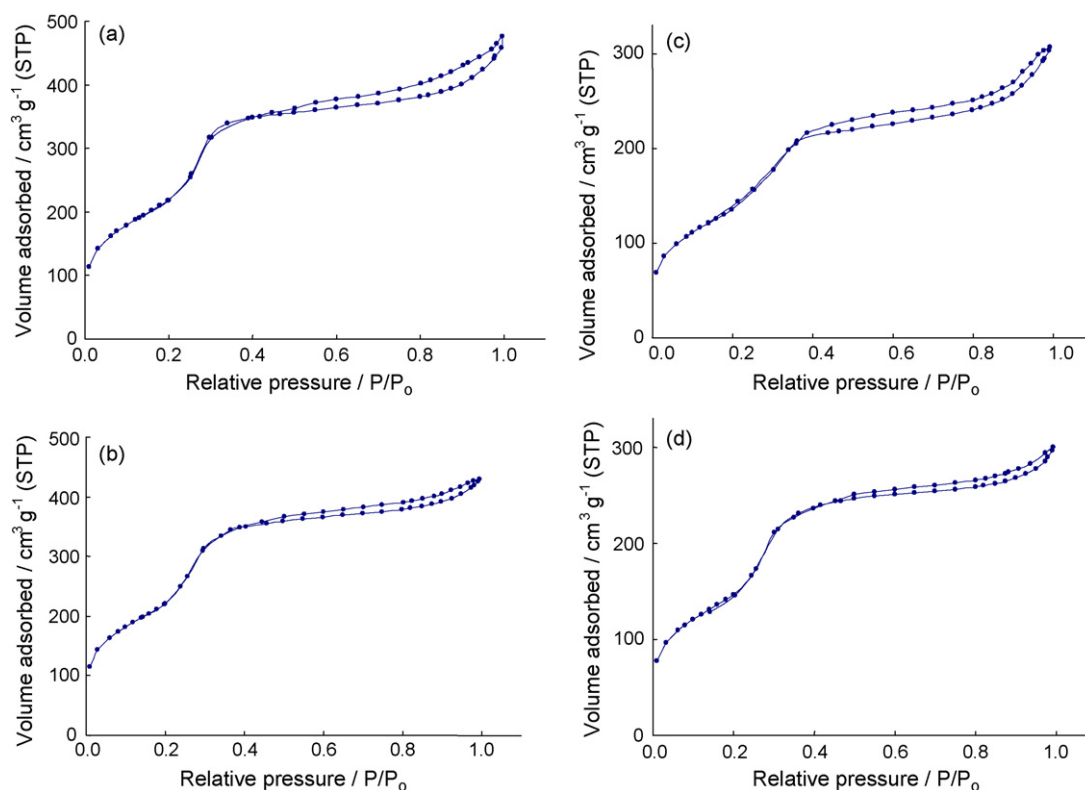 (a)
500
400
300
200
100
0
0.0 0.2 0.4 0.6 0.8 1.0
Relative pressure / P/Po
Volume adsorbed / cm³ g⁻¹ (STP)
(c)
300
200
100
0
0.0 0.2 0.4 0.6 0.8 1.0
Relative pressure / P/Po
Volume adsorbed / cm³ g⁻¹ (STP)
(b)
500
400
300
200
100
0
0.0 0.2 0.4 0.6 0.8 1.0
Relative pressure / P/Po
Volume adsorbed / cm³ g⁻¹ (STP)
(d)
300
200
100
0
0.0 0.2 0.4 0.6 0.8 1.0
Relative pressure / P/Po
Volume adsorbed / cm³ g⁻¹ (STP)